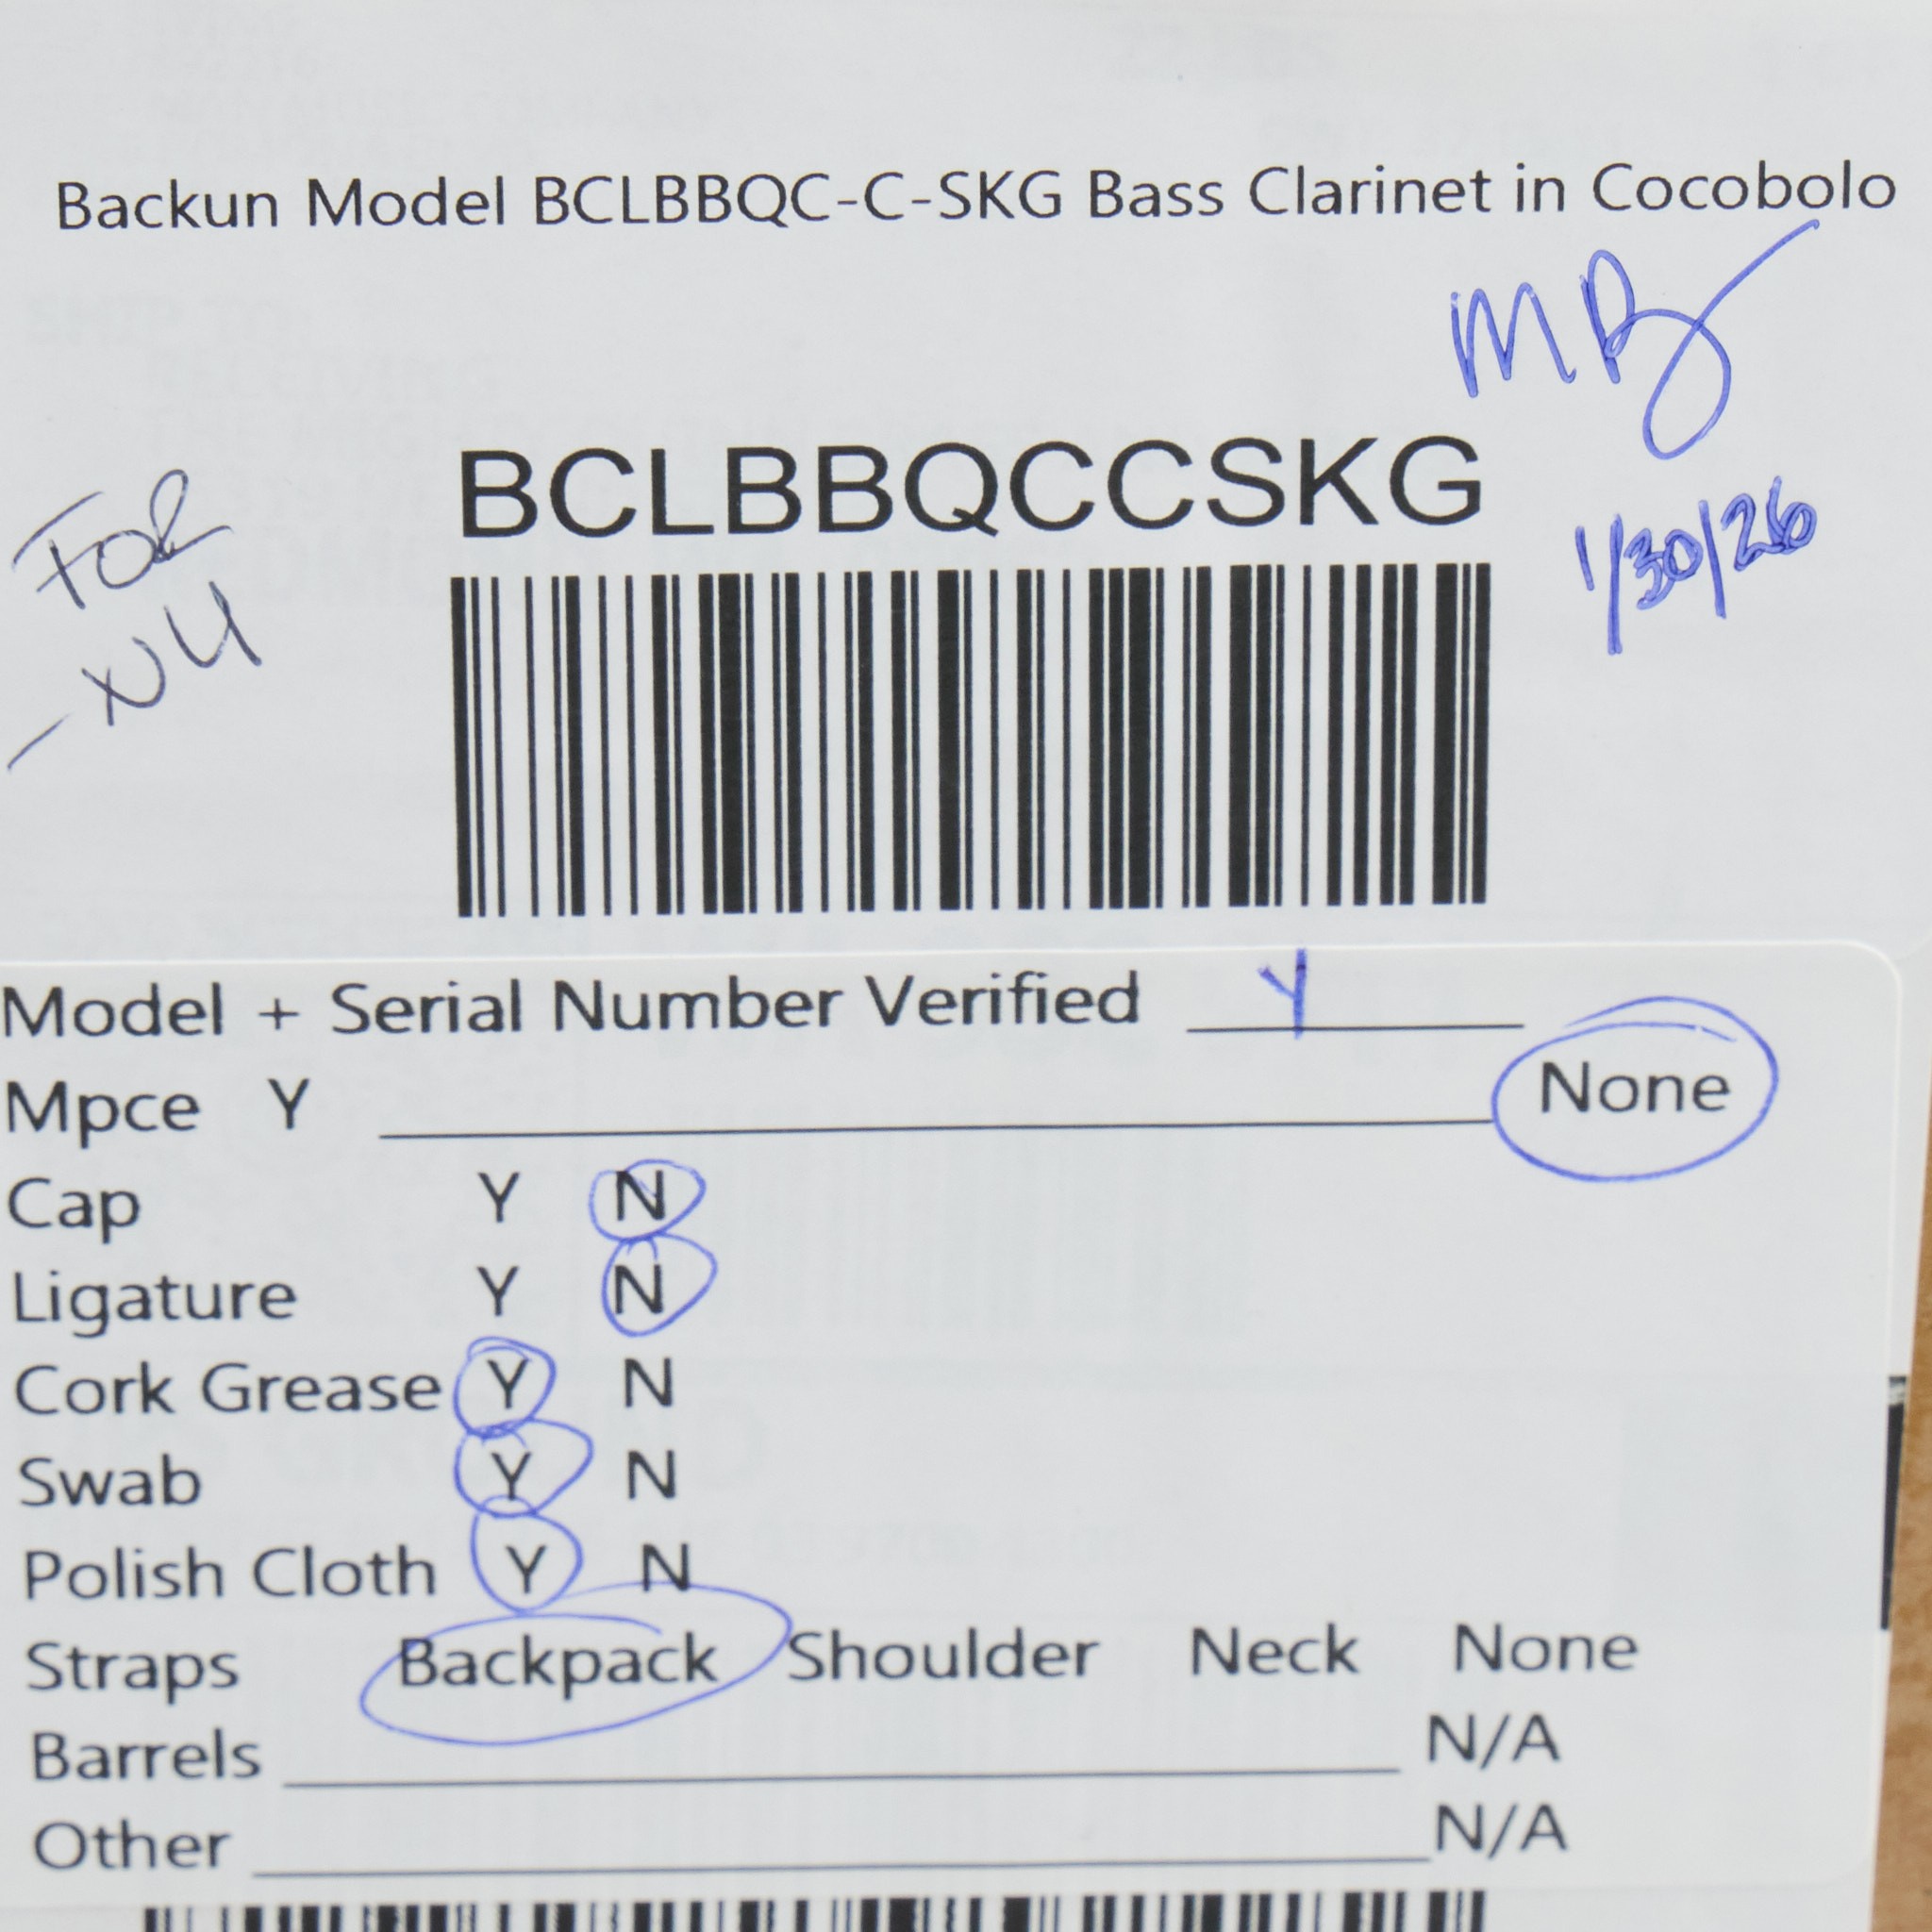 Backun Model BCLBBQC-C-SKG Bass Clarinet in Cocobolo
MB
BCLBBQCCSKG
1/30/26
FOR
Model + Serial Number Verified Y
Mpce Y None
Cap Y N
Ligature Y N
Cork Grease Y N
Swab Y N
Polish Cloth Y N
Straps Backpack Shoulder Neck None
Barrels N/A
Other N/A